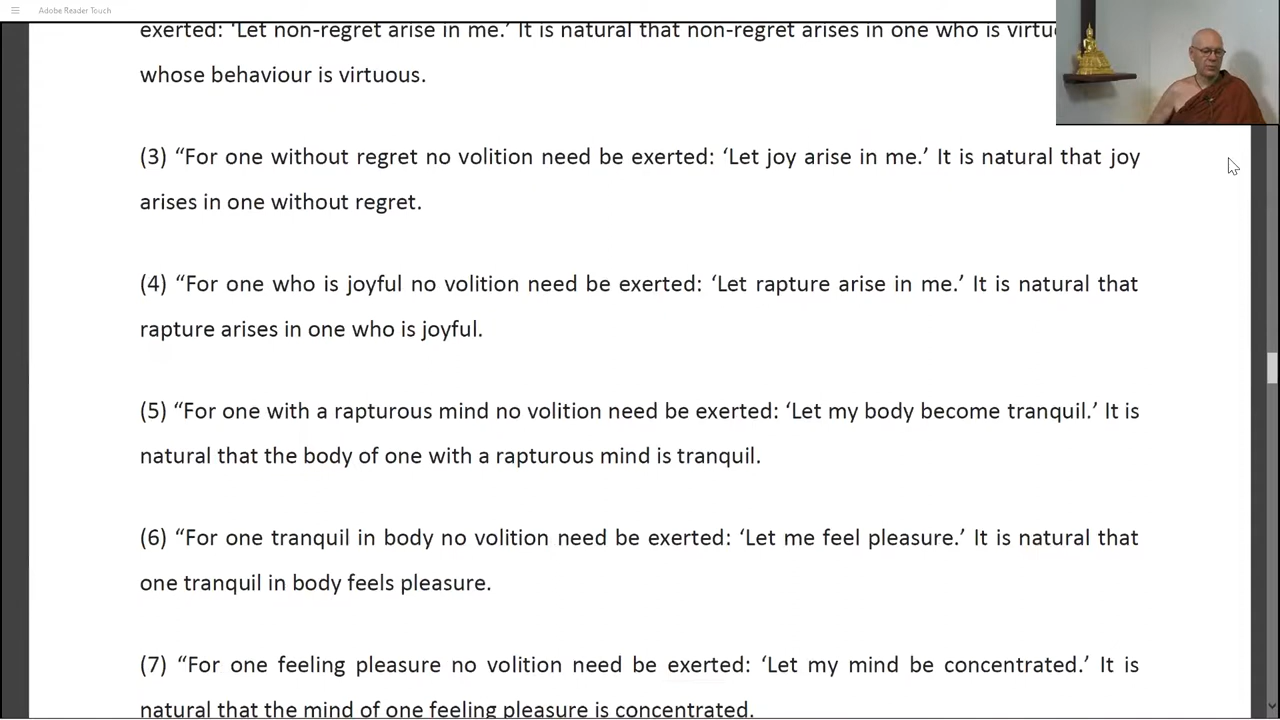 Adobe Reader Touch
exerted: ‘Let non-regret arise in me.’ It is natural that non-regret arises in one who is
whose behaviour is virtuous.
(3) “For one without regret no volition need be exerted: ‘Let joy arise in me.’ It is natural that joy
arises in one without regret.
(4) “For one who is joyful no volition need be exerted: ‘Let rapture arise in me.’ It is natural that
rapture arises in one who is joyful.
(5) “For one with a rapturous mind no volition need be exerted: ‘Let my body become tranquil.’ It is
natural that the body of one with a rapturous mind is tranquil.
(6) “For one tranquil in body no volition need be exerted: ‘Let me feel pleasure.’ It is natural that
one tranquil in body feels pleasure.
(7) “For one feeling pleasure no volition need be exerted: ‘Let my mind be concentrated.’ It is
natural that the mind of one feeling pleasure is concentrated.